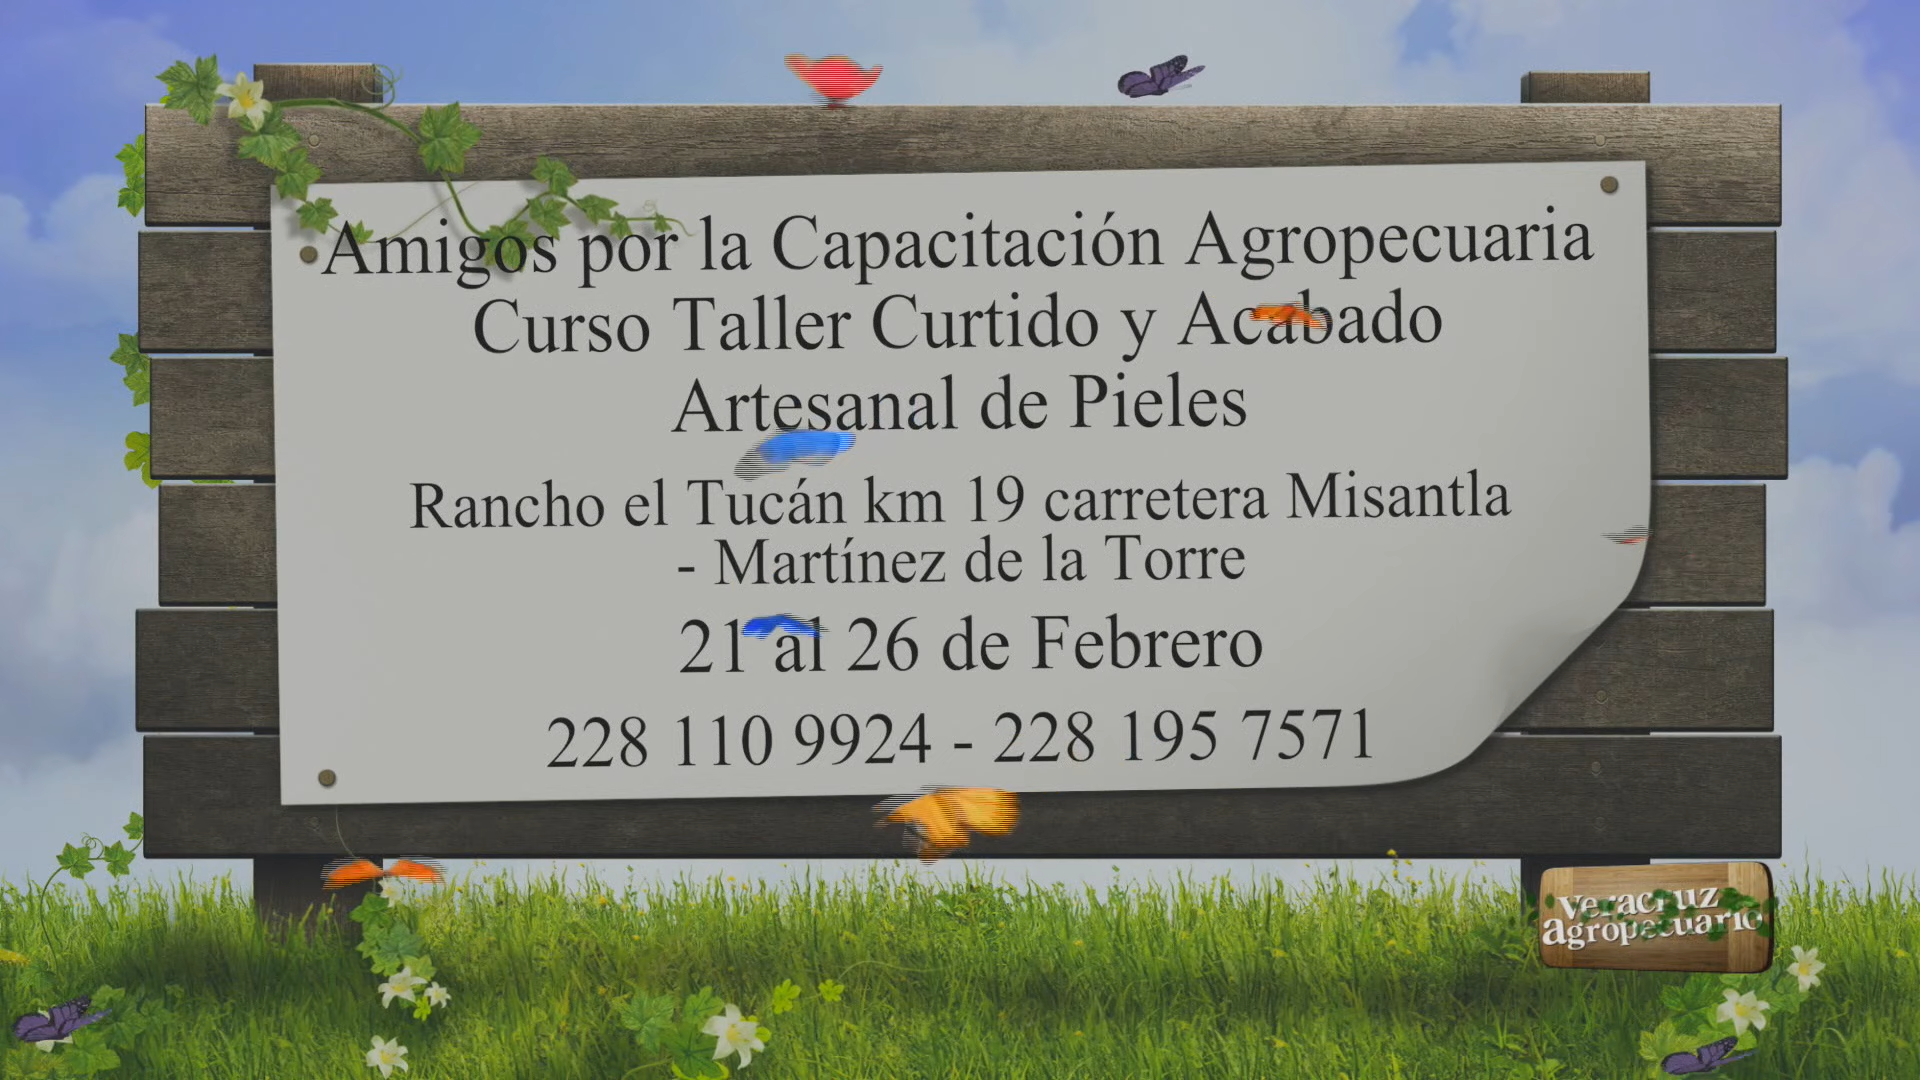 Amigos por la Capacitación Agropecuaria
Curso Taller Curtido y Acabado
Artesanal de Pieles
Rancho el Tucán km 19 carretera Misantla
- Martínez de la Torre
21 al 26 de Febrero
228 110 9924 - 228 195 7571
veracruz
agropecuario